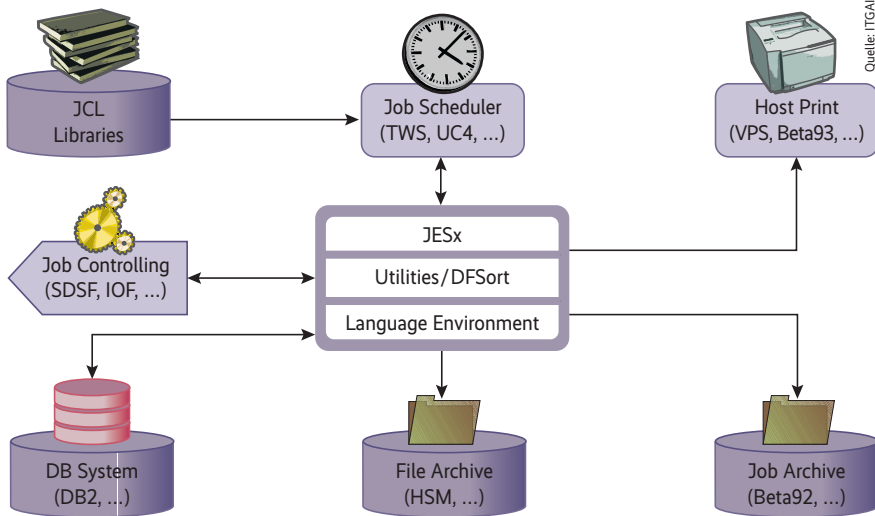 Quelle: ITGAI
JCL
Libraries
Job Scheduler
(TWS, UC4, ...)
Host Print
(VPS, Beta93, ...)
JESx
Utilities/DFSort
Language Environment
Job Controlling
(SDSF, IOF, ...)
DB System
(DB2, ...)
File Archive
(HSM, ...)
Job Archive
(Beta92, ...)